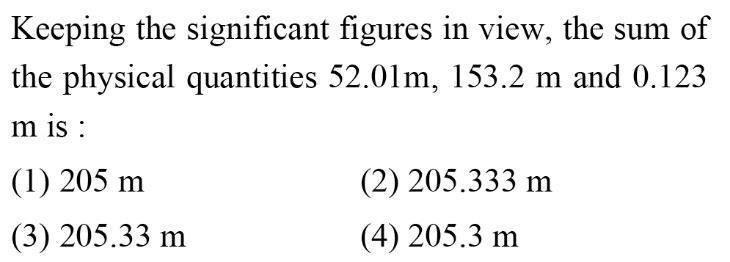 Keeping the significant figures in view, the sum of
the physical quantities 52.01m, 153.2 m and 0.123
m is :
(1) 205 m (2) 205.333 m
(3) 205.33 m (4) 205.3 m